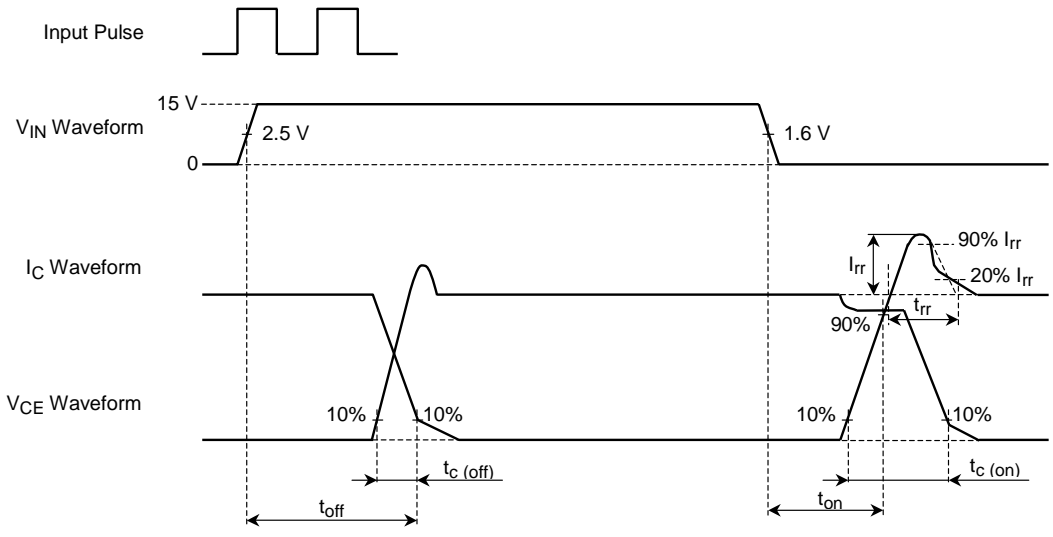 Input Pulse
15 V
VIN Waveform
2.5 V
1.6 V
0
IC Waveform
Irr
90% Irr
20% Irr
trr
90%
VCE Waveform
10%
10%
10%
10%
tc (off)
tc (on)
toff
ton